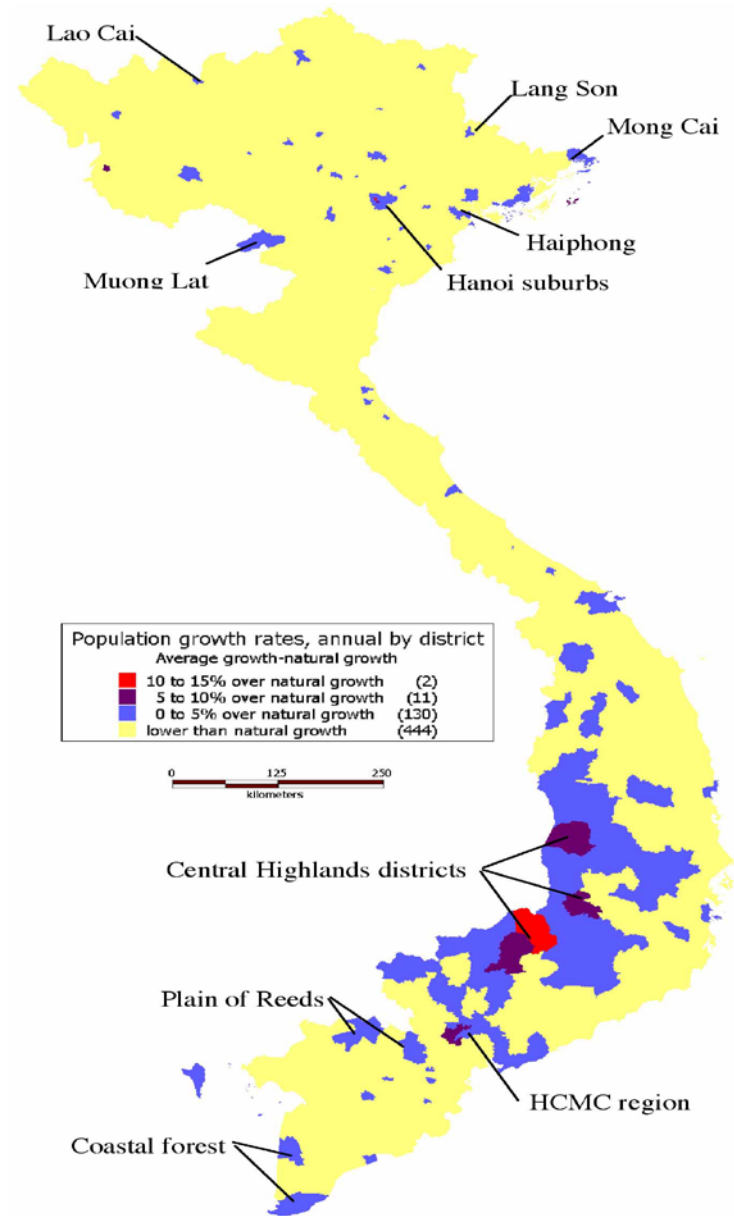 Lao Cai
Lang Son
Mong Cai
Haiphong
Muong Lat
Hanoi suburbs
Population growth rates, annual by district
Average growth-natural growth
10 to 15% over natural growth (2)
5 to 10% over natural growth (11)
0 to 5% over natural growth (130)
lower than natural growth (444)
0 125 250
kilometers
Central Highlands districts
Plain of Reeds
HCMC region
Coastal forest